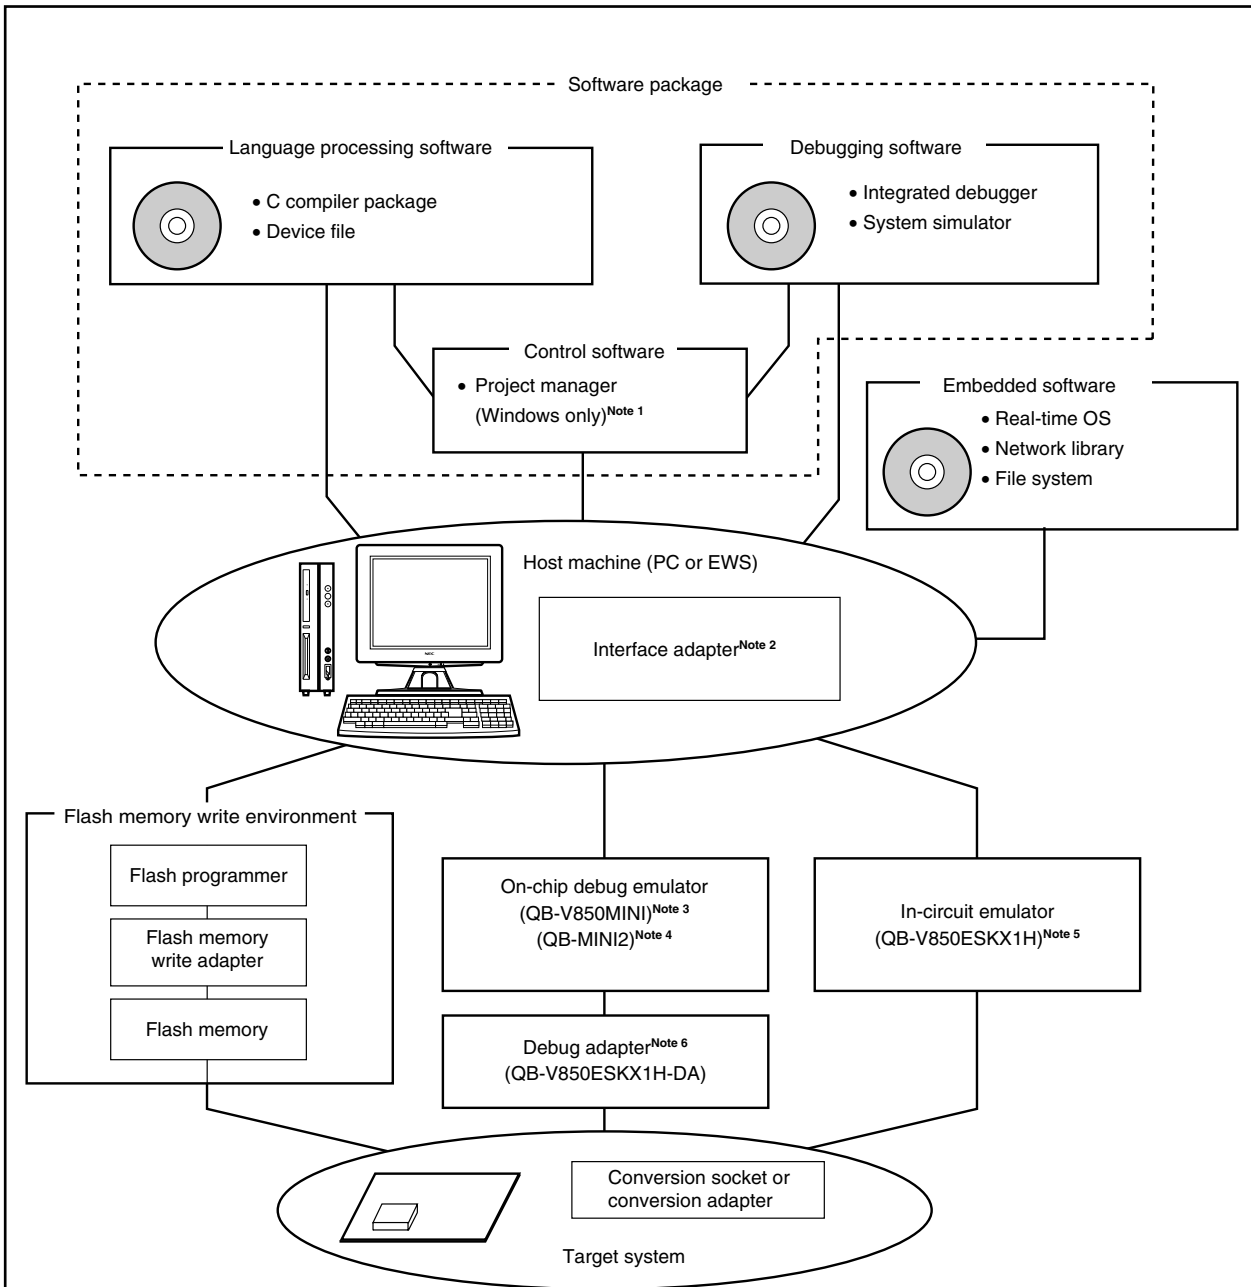 Software package
Language processing software
• C compiler package
• Device file
Debugging software
• Integrated debugger
• System simulator
Control software
• Project manager
(Windows only)Note 1
Embedded software
• Real-time OS
• Network library
• File system
Host machine (PC or EWS)
Interface adapterNote 2
NEC
Flash memory write environment
Flash programmer
Flash memory
write adapter
Flash memory
On-chip debug emulator
(QB-V850MINI)Note 3
(QB-MINI2)Note 4
Debug adapterNote 6
(QB-V850ESKX1H-DA)
In-circuit emulator
(QB-V850ESKX1H)Note 5
Conversion socket or
conversion adapter
Target system